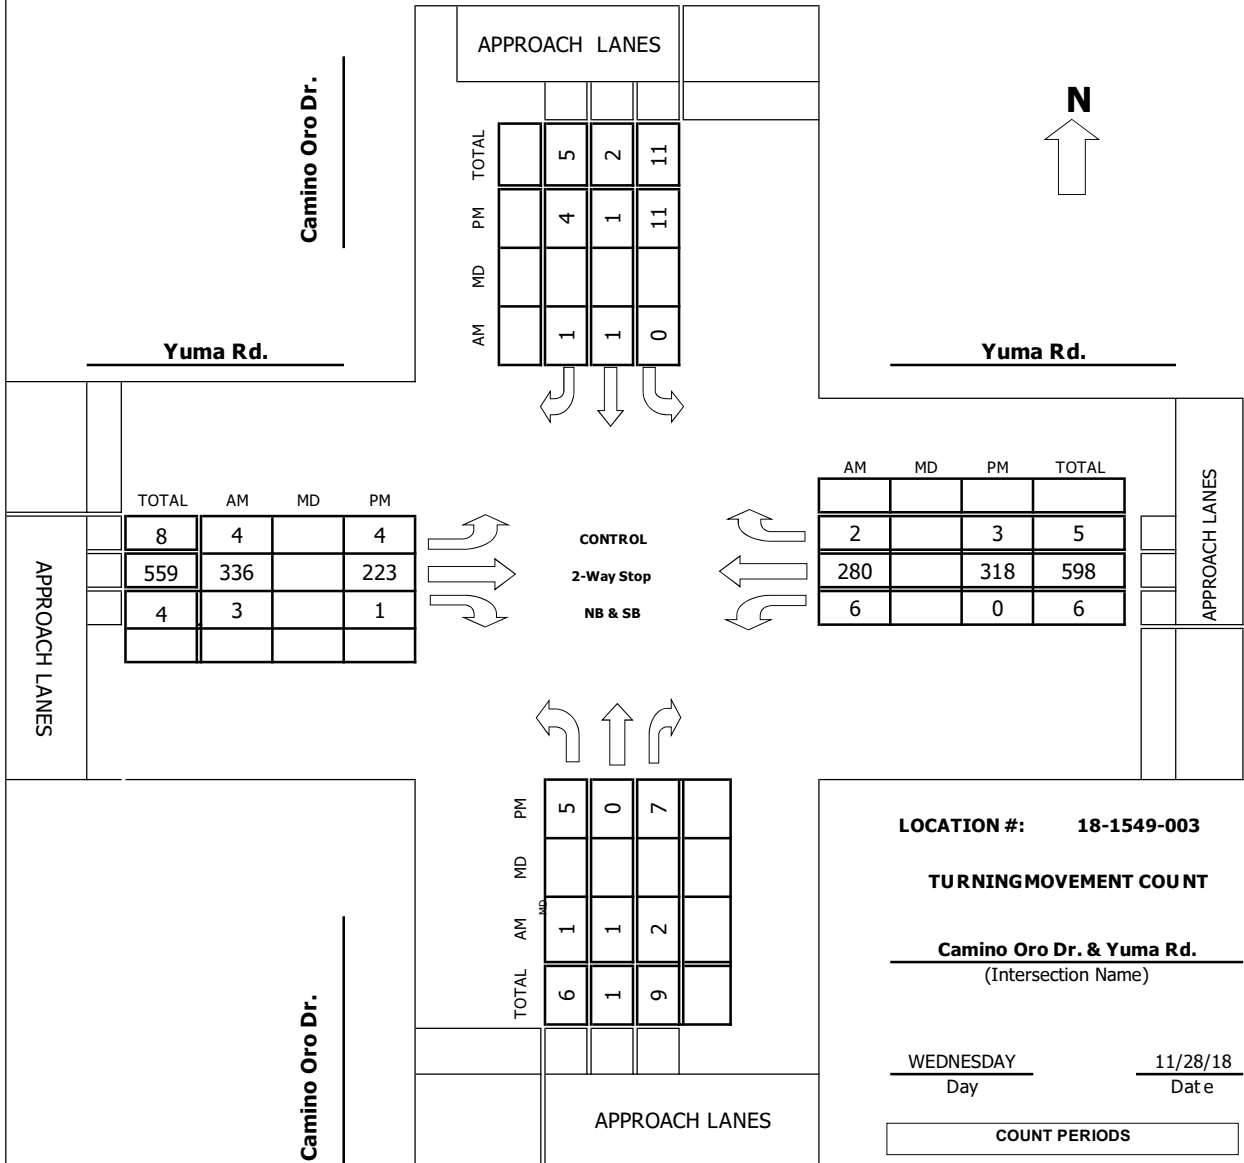 APPROACH LANES
N
Camino Oro Dr.
TOTAL 5 2 11
PM 4 1 11
MD
AM 1 1 0
Yuma Rd.
Yuma Rd.
AM MD PM TOTAL
2 3 5
280 318 598
6 0 6
APPROACH LANES
TOTAL AM MD PM
8 4 4
559 336 223
4 3 1
APPROACH LANES
CONTROL
2-Way Stop
NB & SB
PM 5 0 7
MD
AM 1 1 2
MD
TOTAL 6 1 9
Camino Oro Dr.
APPROACH LANES
LOCATION #: 18-1549-003
TURNING MOVEMENT COUNT
Camino Oro Dr. & Yuma Rd.
(Intersection Name)
WEDNESDAY 11/28/18
Day Date
COUNT PERIODS